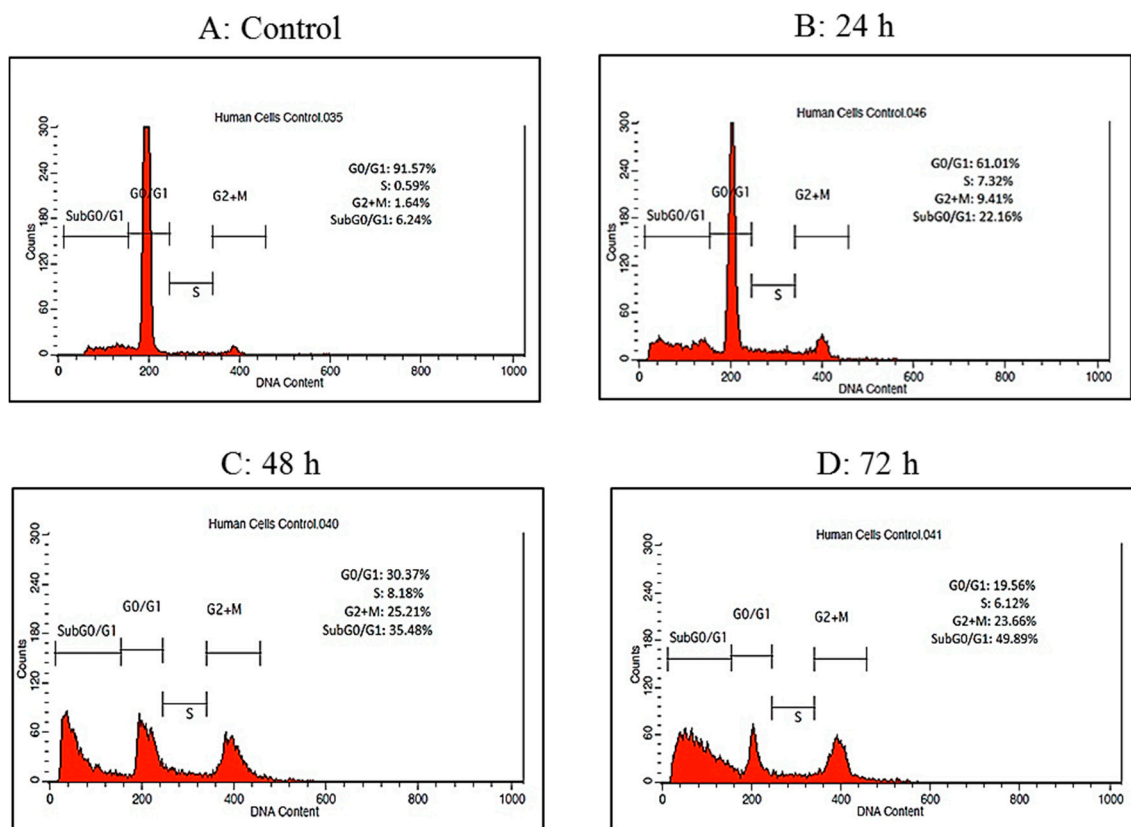 A: Control
Human Cells Control.035
G0/G1: 91.57%
S: 0.59%
G2+M: 1.64%
SubG0/G1: 6.24%
SubG0/G1
G0/G1
G2+M
S
Counts
300
240
180
120
60
0
0 200 400 600 800 1000
DNA Content
B: 24 h
Human Cells Control.046
G0/G1: 61.01%
S: 7.32%
G2+M: 9.41%
SubG0/G1: 22.16%
SubG0/G1
G0/G1
G2+M
S
Counts
300
240
180
120
60
0
0 200 400 600 800 1000
DNA Content
C: 48 h
Human Cells Control.040
G0/G1: 30.37%
S: 8.18%
G2+M: 25.21%
SubG0/G1: 35.48%
SubG0/G1
G0/G1
G2+M
S
Counts
300
240
180
120
60
0
0 200 400 600 800 1000
DNA Content
D: 72 h
Human Cells Control.041
G0/G1: 19.56%
S: 6.12%
G2+M: 23.66%
SubG0/G1: 49.89%
SubG0/G1
G0/G1
G2+M
S
Counts
300
240
180
120
60
0
0 200 400 600 800 1000
DNA Content